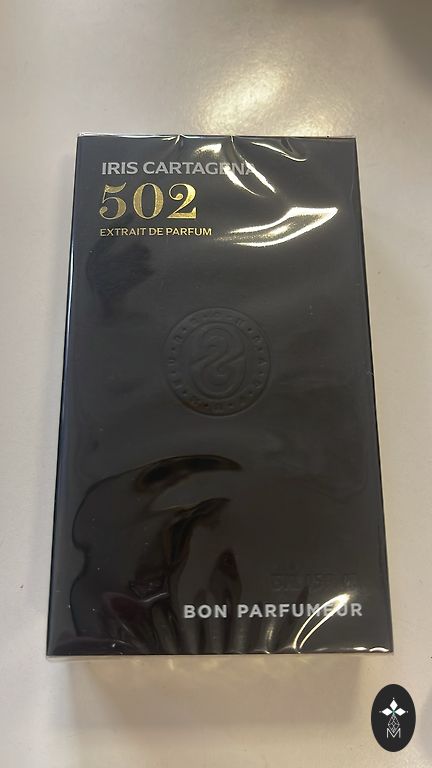 IRIS CARTAGENA
502
EXTRAIT DE PARFUM
BON PARFUMEUR